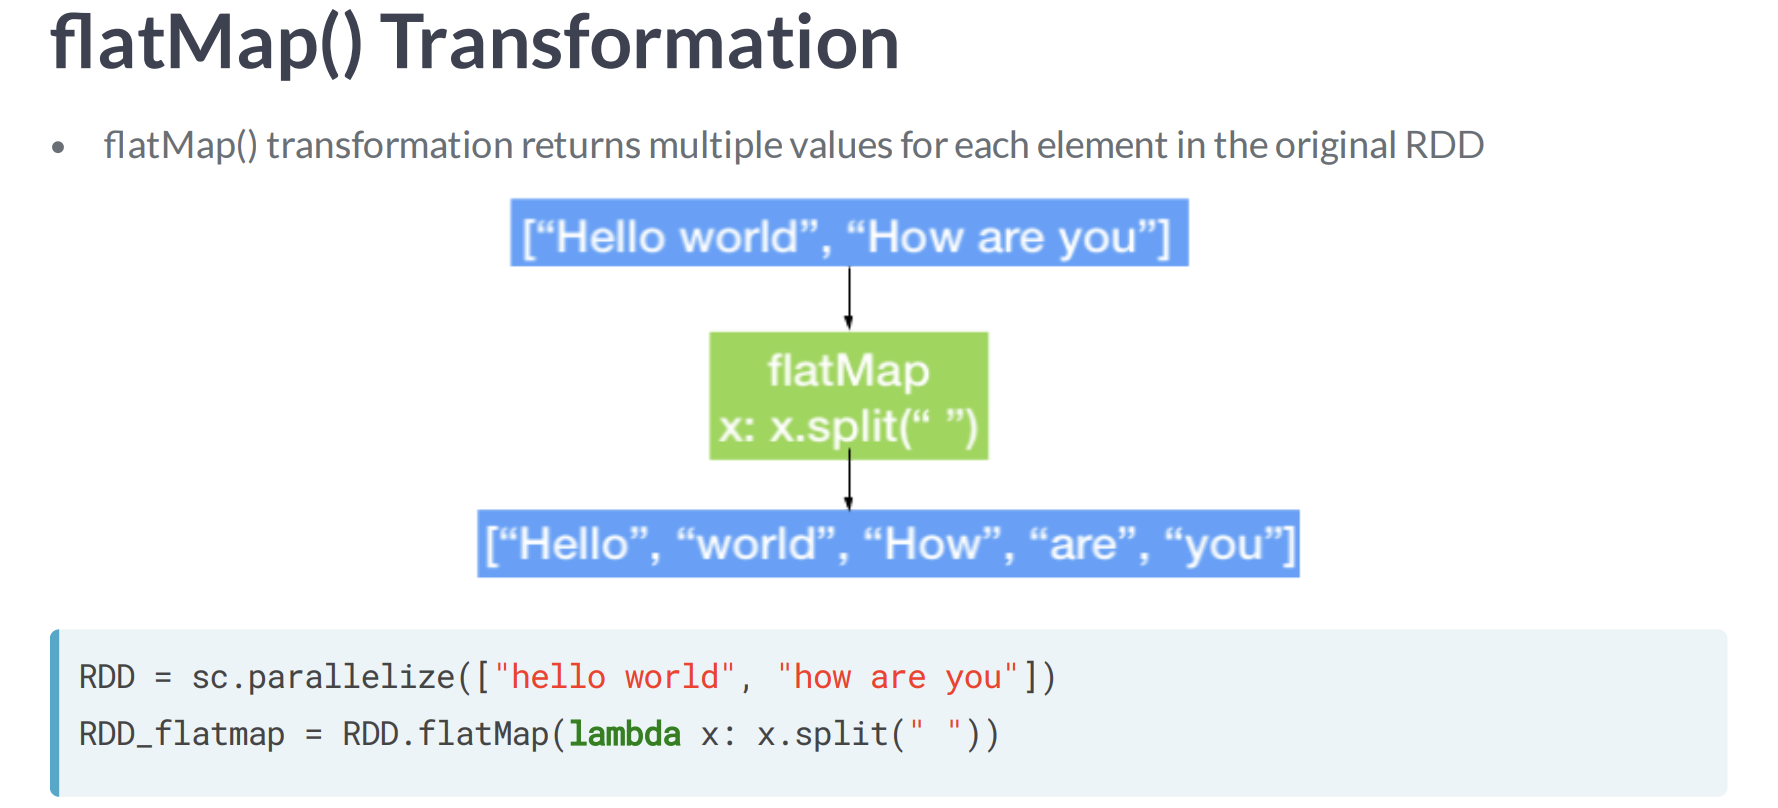 flatMap() Transformation
• flatMap() transformation returns multiple values for each element in the original RDD
[“Hello world”, “How are you”]
flatMap
x: x.split(“ ”)
[“Hello”, “world”, “How”, “are”, “you”]
RDD = sc.parallelize(["hello world", "how are you"])
RDD_flatmap = RDD.flatMap(lambda x: x.split(" "))